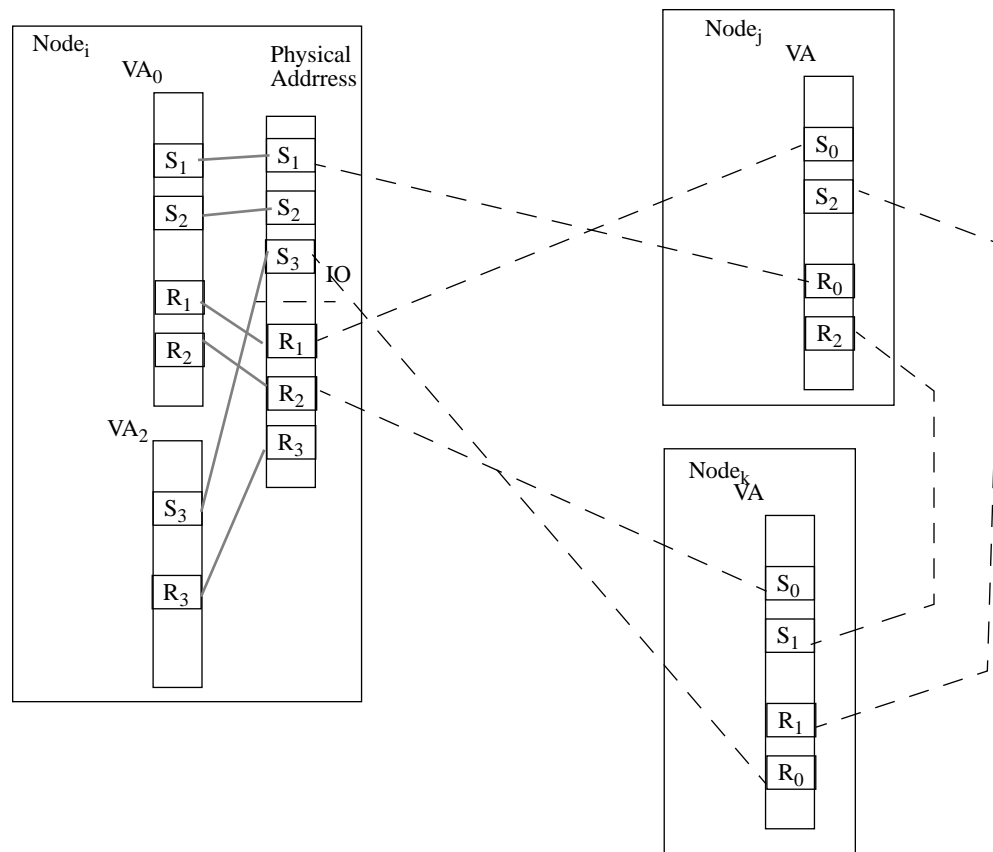 Node_i
VA_0
Physical
Addrress
S_1
S_2
R_1
R_2
S_1
S_2
S_3
IO
R_1
R_2
R_3
VA_2
S_3
R_3
Node_j
VA
S_0
S_2
R_0
R_2
Node_k
VA
S_0
S_1
R_1
R_0